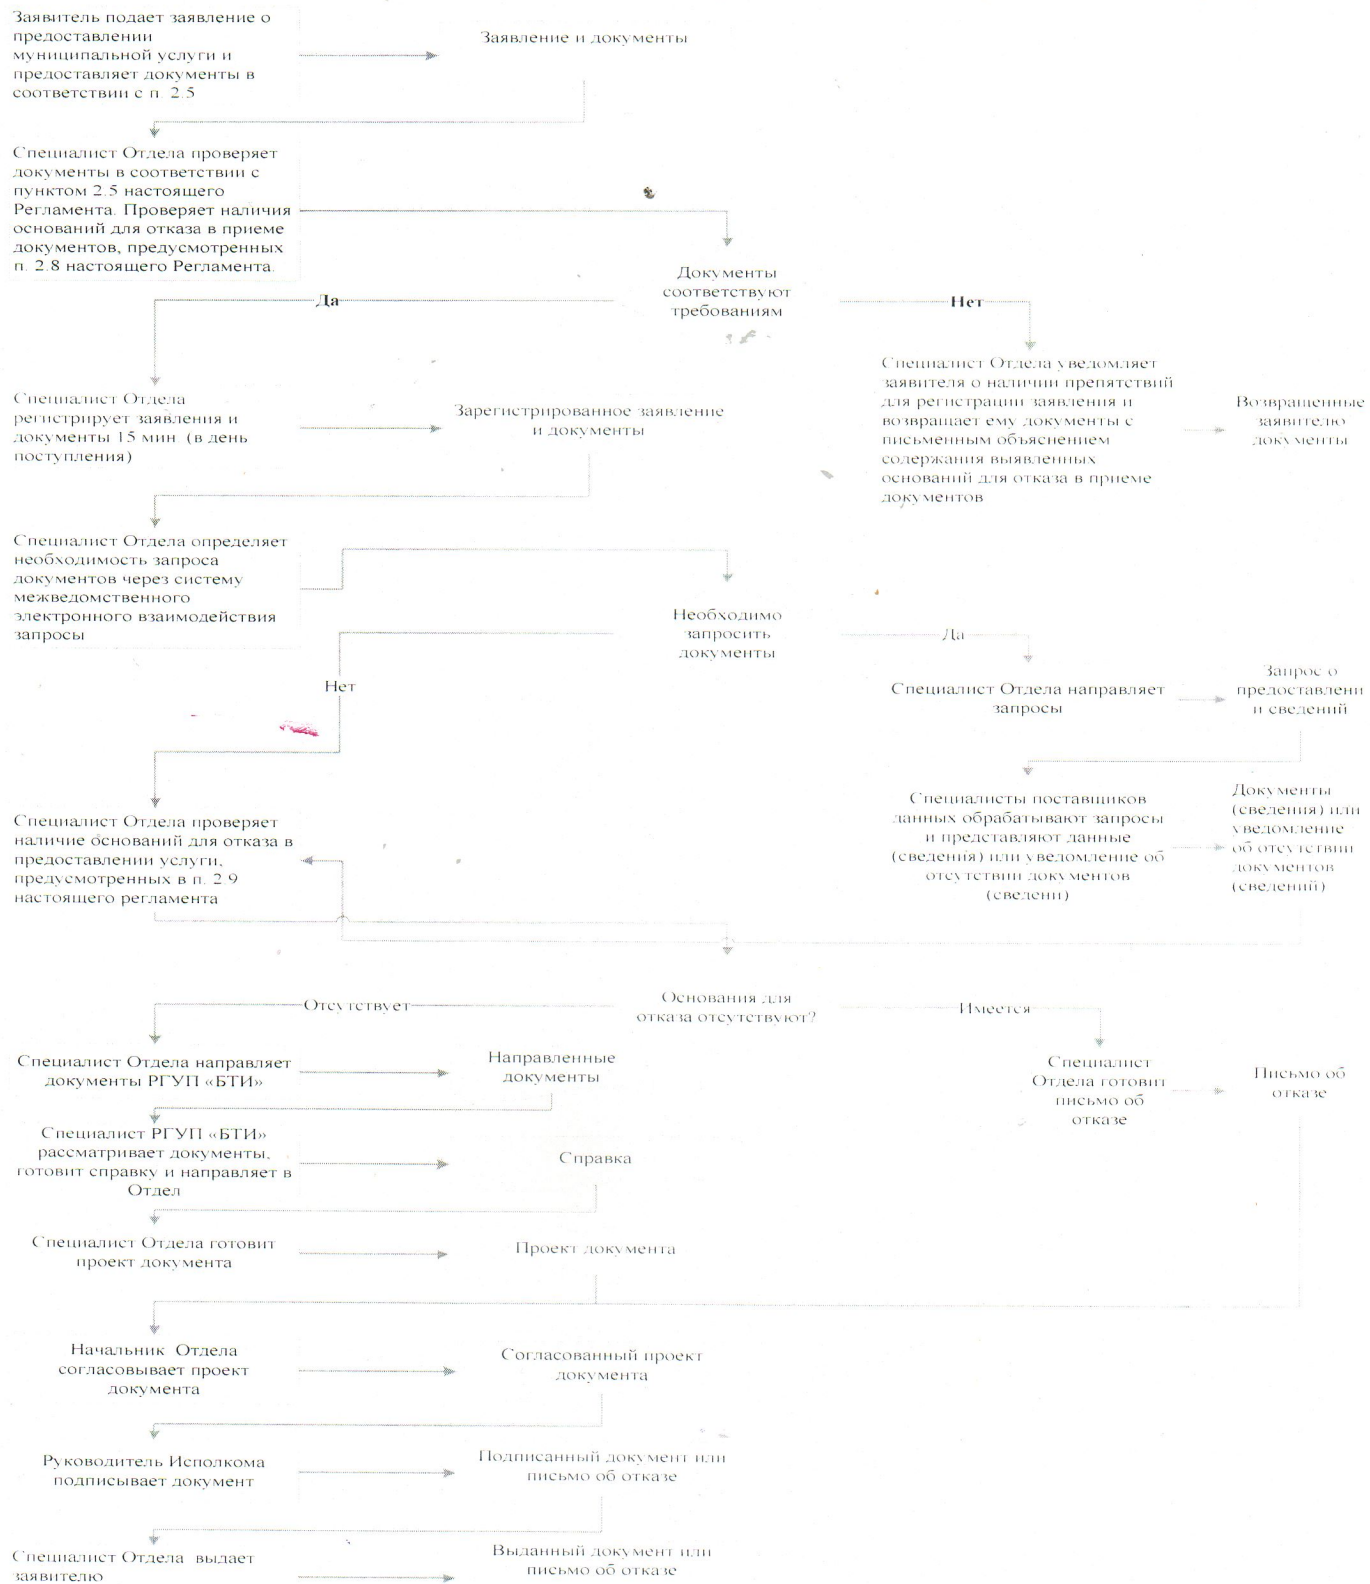 Заявитель подает заявление о
предоставлении
муниципальной услуги и
предоставляет документы в
соответствии с п. 2.5
Заявление и документы
Специалист Отдела проверяет
документы в соответствии с
пунктом 2.5 настоящего
Регламента. Проверяет наличия
оснований для отказа в приеме
документов, предусмотренных
п. 2.8 настоящего Регламента.
Документы
соответствуют
требованиям
Да
Нет
Специалист Отдела
регистрирует заявления и
документы 15 мин. (в день
поступления)
Зарегистрированное заявление
и документы
Специалист Отдела уведомляет
заявителя о наличии препятствий
для регистрации заявления и
возвращает ему документы с
письменным объяснением
содержания выявленных
оснований для отказа в приеме
документов
Возвращенные
заявителю
документы
Специалист Отдела определяет
необходимость запроса
документов через систему
межведомственного
электронного взаимодействия
запросы
Необходимо
запросить
документы
Да
Нет
Специалист Отдела направляет
запросы
Запрос о
предоставлени
и сведений
Специалисты поставщиков
данных обрабатывают запросы
и представляют данные
(сведения) или уведомление об
отсутствии документов
(сведени)
Документы
(сведения) или
уведомление
об отсутствии
документов
(сведений)
Специалист Отдела проверяет
наличие оснований для отказа в
предоставлении услуги,
предусмотренных в п. 2.9
настоящего регламента
Основания для
отказа отсутствуют?
Отсутствует
Имеется
Специалист Отдела направляет
документы РГУП «БТИ»
Направленные
документы
Специалист
Отдела готовит
письмо об
отказе
Письмо об
отказе
Специалист РГУП «БТИ»
рассматривает документы,
готовит справку и направляет в
Отдел
Справка
Специалист Отдела готовит
проект документа
Проект документа
Начальник Отдела
согласовывает проект
документа
Согласованный проект
документа
Руководитель Исполкома
подписывает документ
Подписанный документ или
письмо об отказе
Специалист Отдела выдает
заявителю
Выданный документ или
письмо об отказе